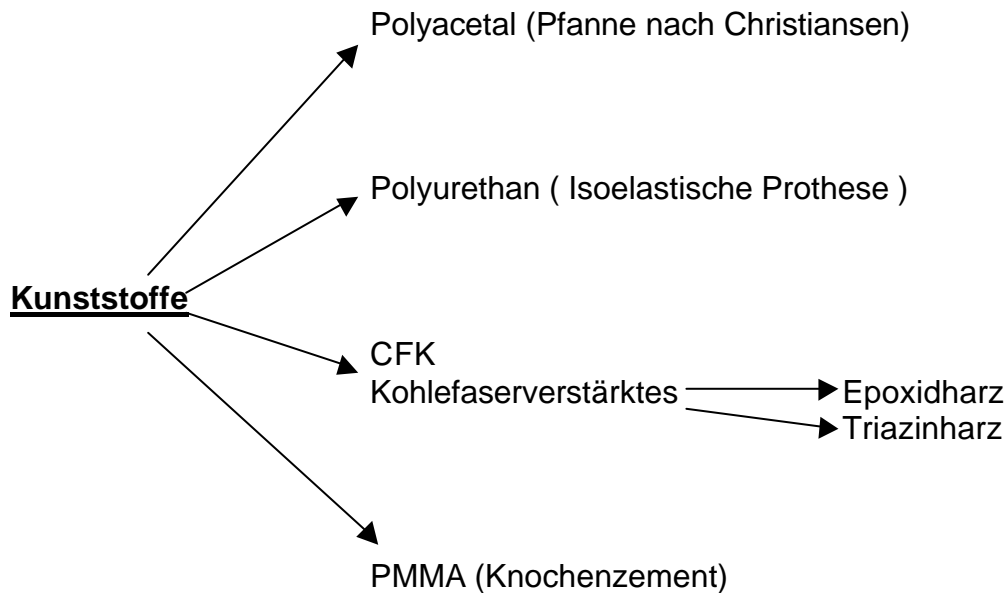 Polyacetal (Pfanne nach Christiansen)
Polyurethan ( Isoelastische Prothese )
Kunststoffe
CFK
Kohlefaserverstärktes
Epoxidharz
Triazinharz
PMMA (Knochenzement)